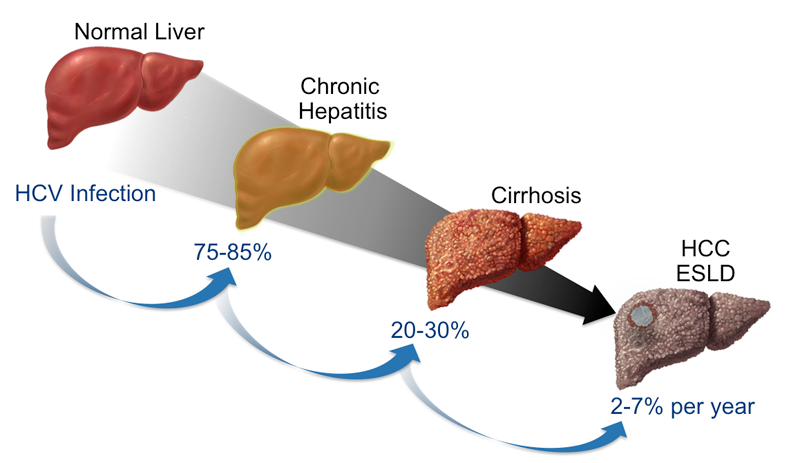 Normal Liver
Chronic
Hepatitis
HCV Infection
Cirrhosis
75-85%
HCC
ESLD
20-30%
2-7% per year